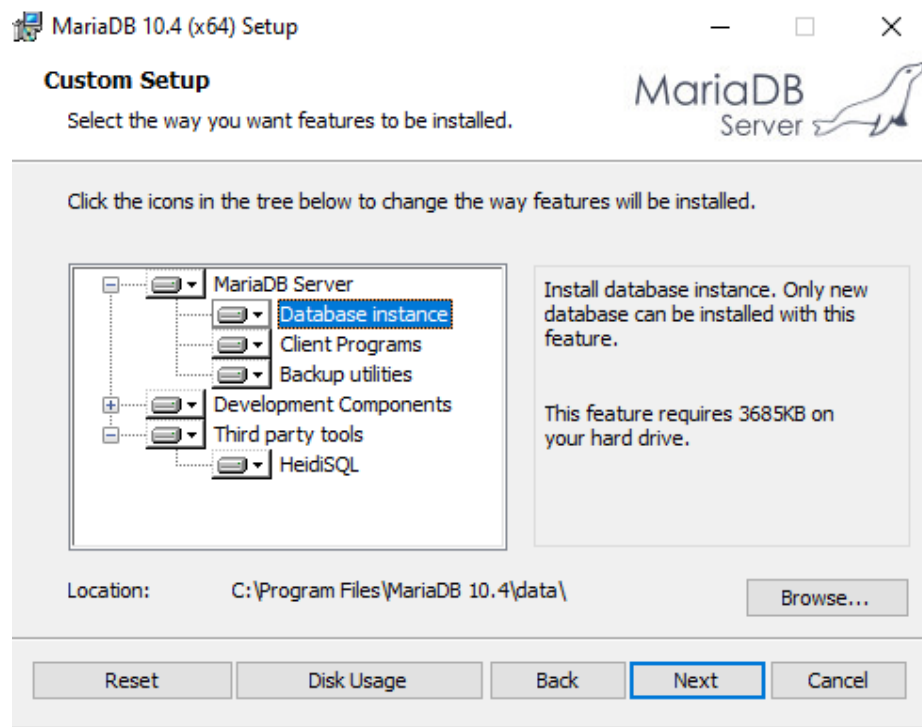 MariaDB 10.4 (x64) Setup
Custom Setup
Select the way you want features to be installed.
MariaDB
Server
Click the icons in the tree below to change the way features will be installed.
MariaDB Server
Database instance
Client Programs
Backup utilities
Development Components
Third party tools
HeidiSQL
Install database instance. Only new
database can be installed with this
feature.
This feature requires 3685KB on
your hard drive.
Location: C:\Program Files\MariaDB 10.4\data\
Browse...
Reset Disk Usage Back Next Cancel